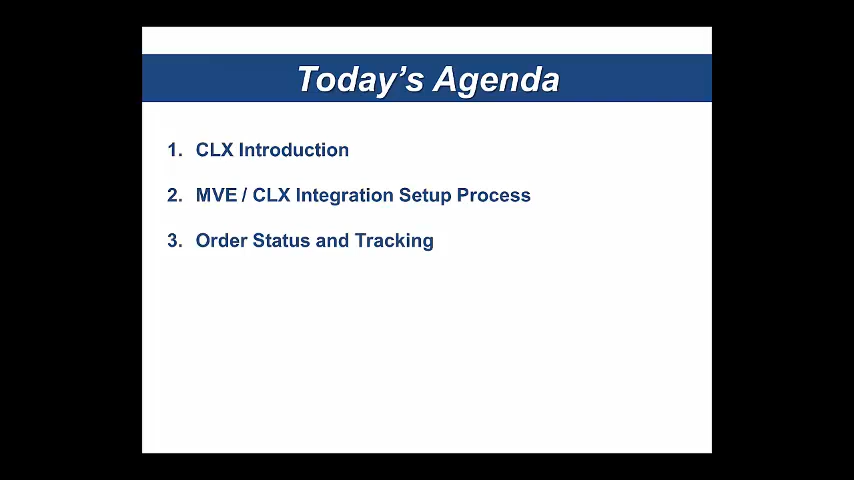 Today’s Agenda
1. CLX Introduction
2. MVE / CLX Integration Setup Process
3. Order Status and Tracking